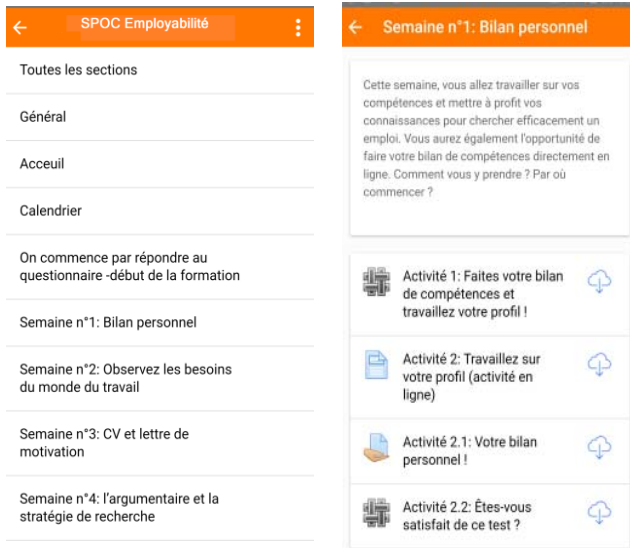 SPOC Employabilité
Toutes les sections
Général
Acceuil
Calendrier
On commence par répondre au
questionnaire -début de la formation
Semaine n°1: Bilan personnel
Semaine n°2: Observez les besoins
du monde du travail
Semaine n°3: CV et lettre de
motivation
Semaine n°4: l'argumentaire et la
stratégie de recherche
Semaine n°1: Bilan personnel
Cette semaine, vous allez travailler sur vos
compétences et mettre à profit vos
connaissances pour chercher efficacement un
emploi. Vous aurez également l'opportunité de
faire votre bilan de compétences directement en
ligne. Comment vous y prendre ? Par où
commencer ?
Activité 1: Faites votre bilan
de compétences et
travaillez votre profil !
Activité 2: Travaillez sur
votre profil (activité en
ligne)
Activité 2.1: Votre bilan
personnel !
Activité 2.2: Êtes-vous
satisfait de ce test ?